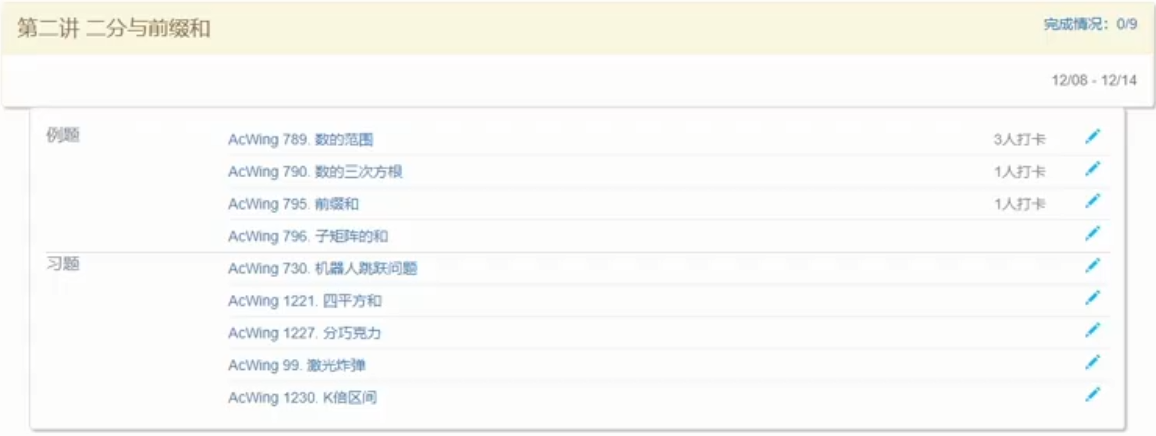 第二讲 二分与前缀和
完成情况：0/9
12/08 - 12/14
例题
AcWing 789. 数的范围 3人打卡
AcWing 790. 数的三次方根 1人打卡
AcWing 795. 前缀和 1人打卡
AcWing 796. 子矩阵的和
习题
AcWing 730. 机器人跳跃问题
AcWing 1221. 四平方和
AcWing 1227. 分巧克力
AcWing 99. 激光炸弹
AcWing 1230. K倍区间